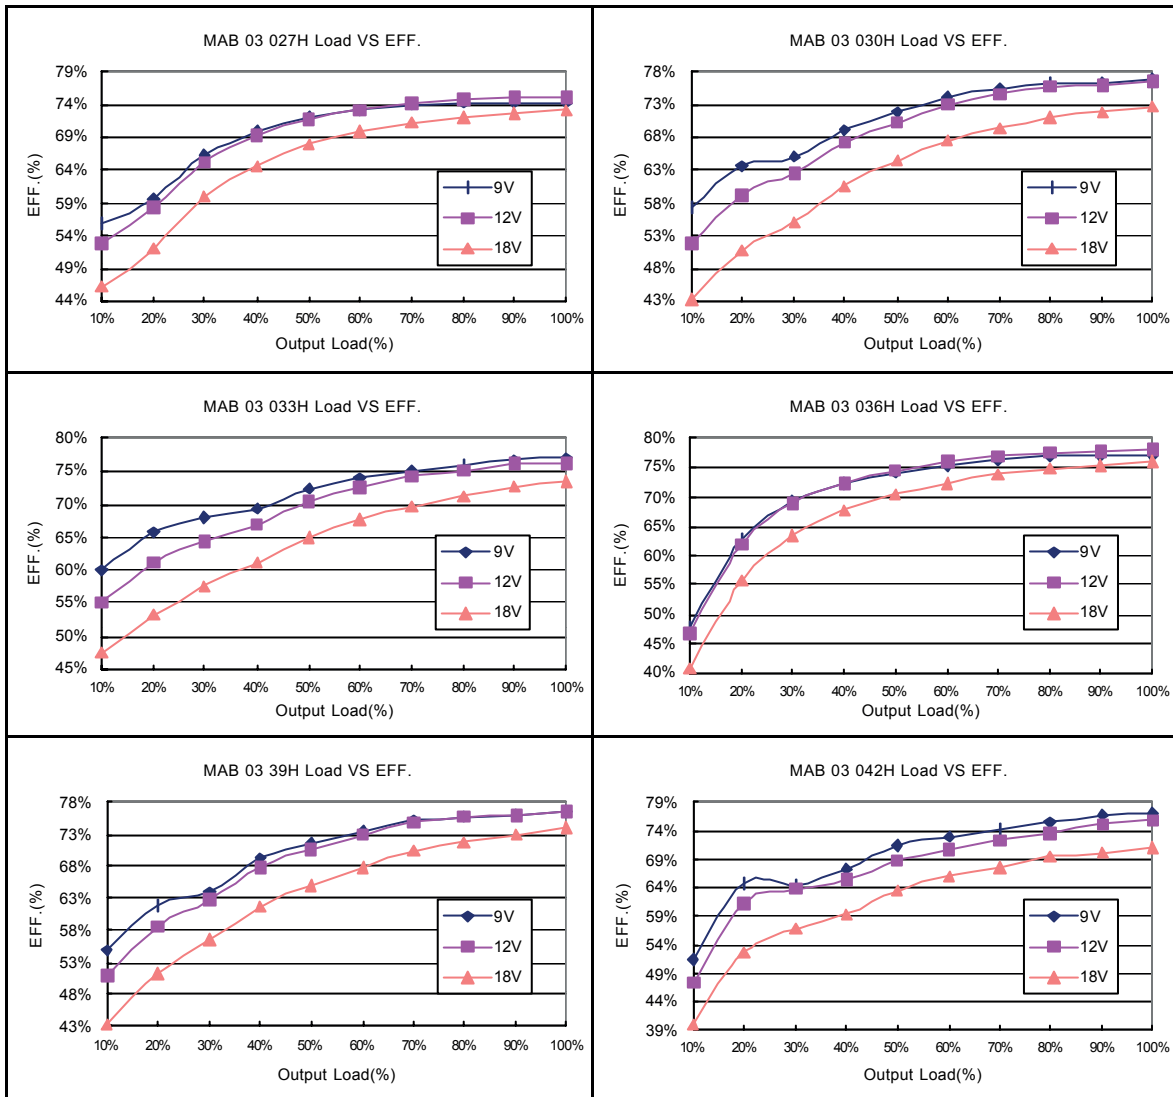 MAB 03 027H Load VS EFF.
79%
74%
69%
64%
59%
54%
49%
44%
EFF.(%)
9V
12V
18V
10% 20% 30% 40% 50% 60% 70% 80% 90% 100%
Output Load(%)
MAB 03 030H Load VS EFF.
78%
73%
68%
63%
58%
53%
48%
43%
EFF.(%)
9V
12V
18V
10% 20% 30% 40% 50% 60% 70% 80% 90% 100%
Output Load(%)
MAB 03 033H Load VS EFF.
80%
75%
70%
65%
60%
55%
50%
45%
EFF.(%)
9V
12V
18V
10% 20% 30% 40% 50% 60% 70% 80% 90% 100%
Output Load(%)
MAB 03 036H Load VS EFF.
80%
75%
70%
65%
60%
55%
50%
45%
40%
EFF.(%)
9V
12V
18V
10% 20% 30% 40% 50% 60% 70% 80% 90% 100%
Output Load(%)
MAB 03 39H Load VS EFF.
78%
73%
68%
63%
58%
53%
48%
43%
EFF.(%)
9V
12V
18V
10% 20% 30% 40% 50% 60% 70% 80% 90% 100%
Output Load(%)
MAB 03 042H Load VS EFF.
79%
74%
69%
64%
59%
54%
49%
44%
39%
EFF.(%)
9V
12V
18V
10% 20% 30% 40% 50% 60% 70% 80% 90% 100%
Output Load(%)